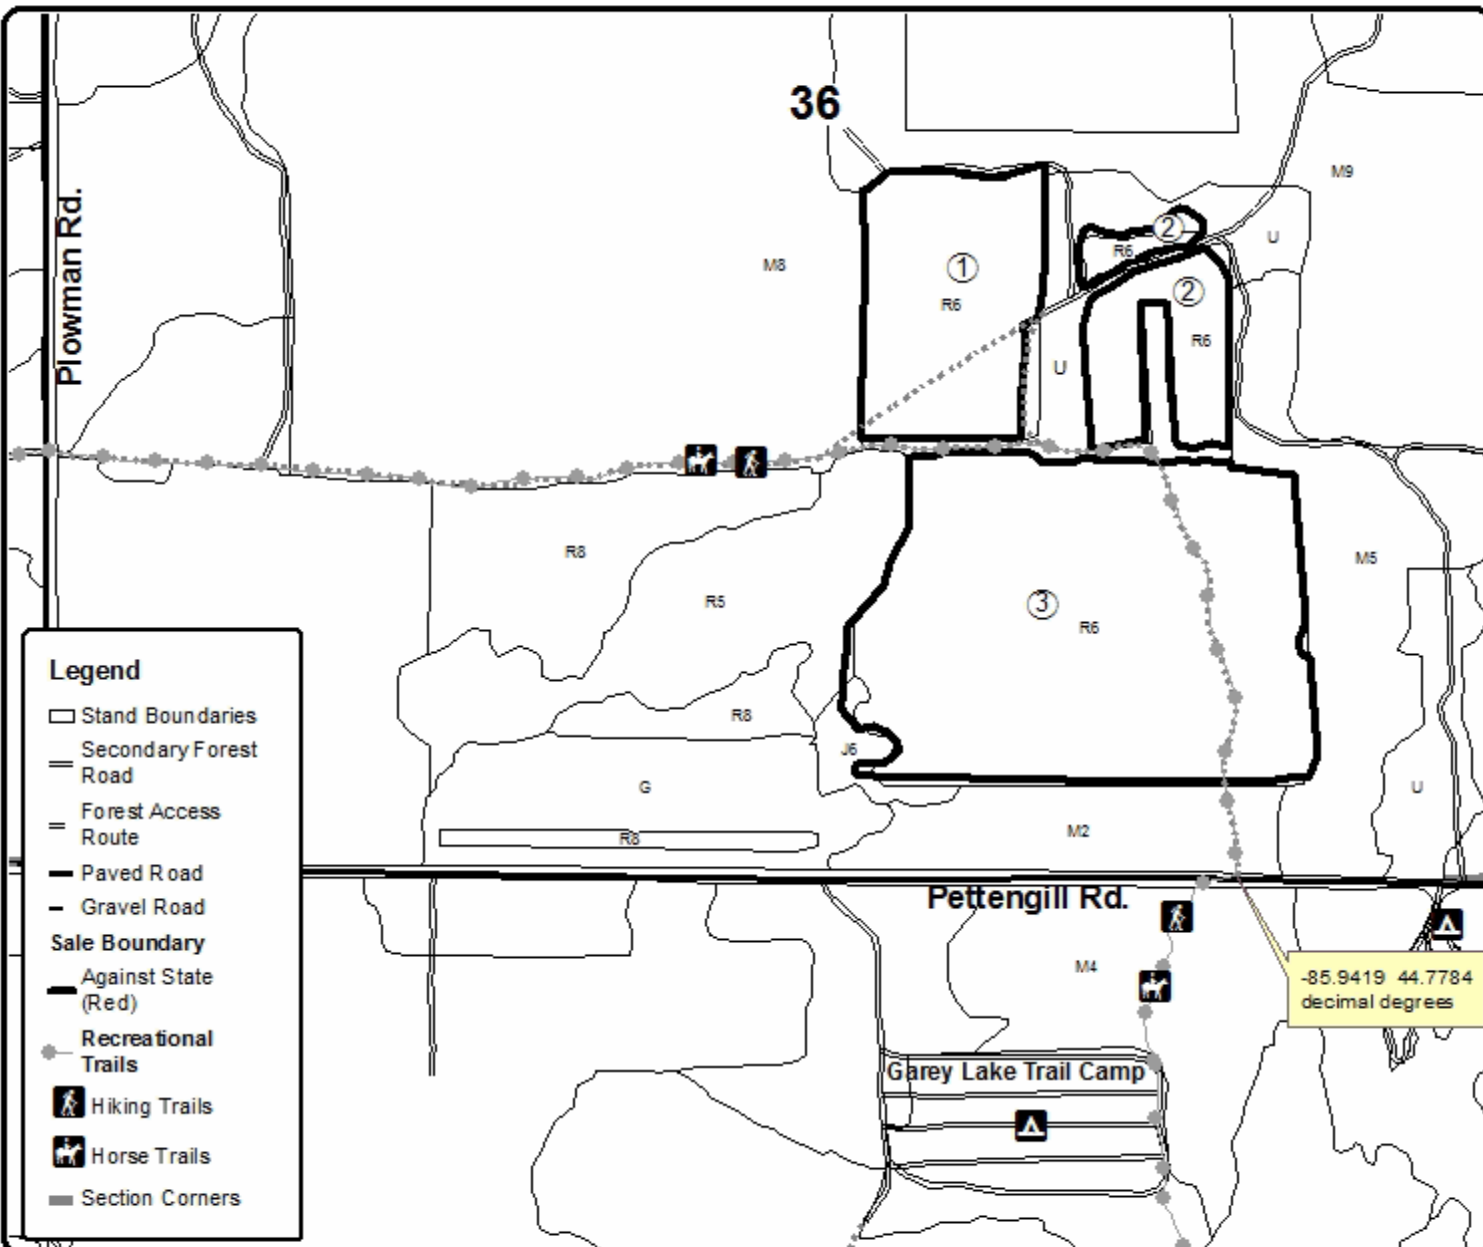 36
M9
Plowman Rd.
2
U
R6
M8
1
2
R6
R6
U
R8
M5
R5
3
R6
R8
J6
G
U
R8
M2
Pettengill Rd.
M4
-85.9419 44.7784
decimal degrees
Garey Lake Trail Camp
Legend
Stand Boundaries
Secondary Forest
Road
Forest Access
Route
Paved Road
Gravel Road
Sale Boundary
Against State
(Red)
Recreational
Trails
Hiking Trails
Horse Trails
Section Corners